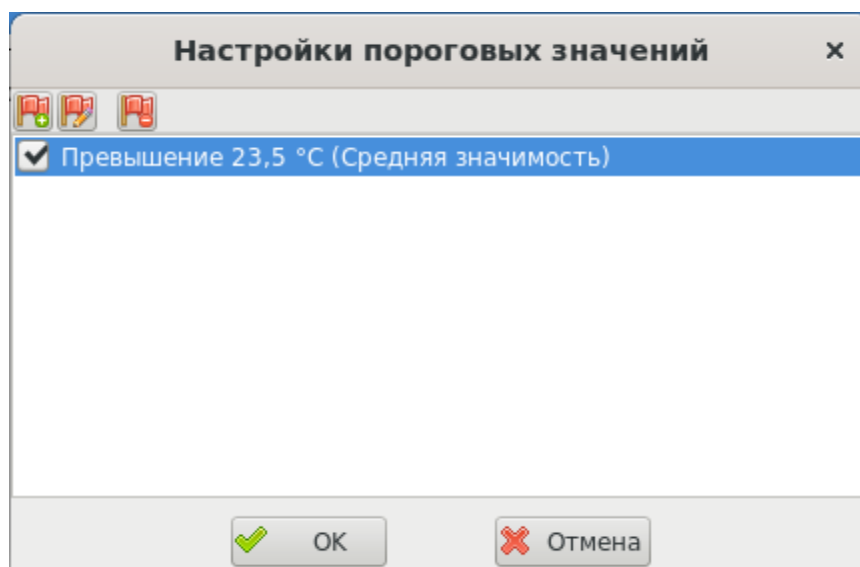 Настройки пороговых значений
Превышение 23,5 °C (Средняя значимость)
OK
Отмена